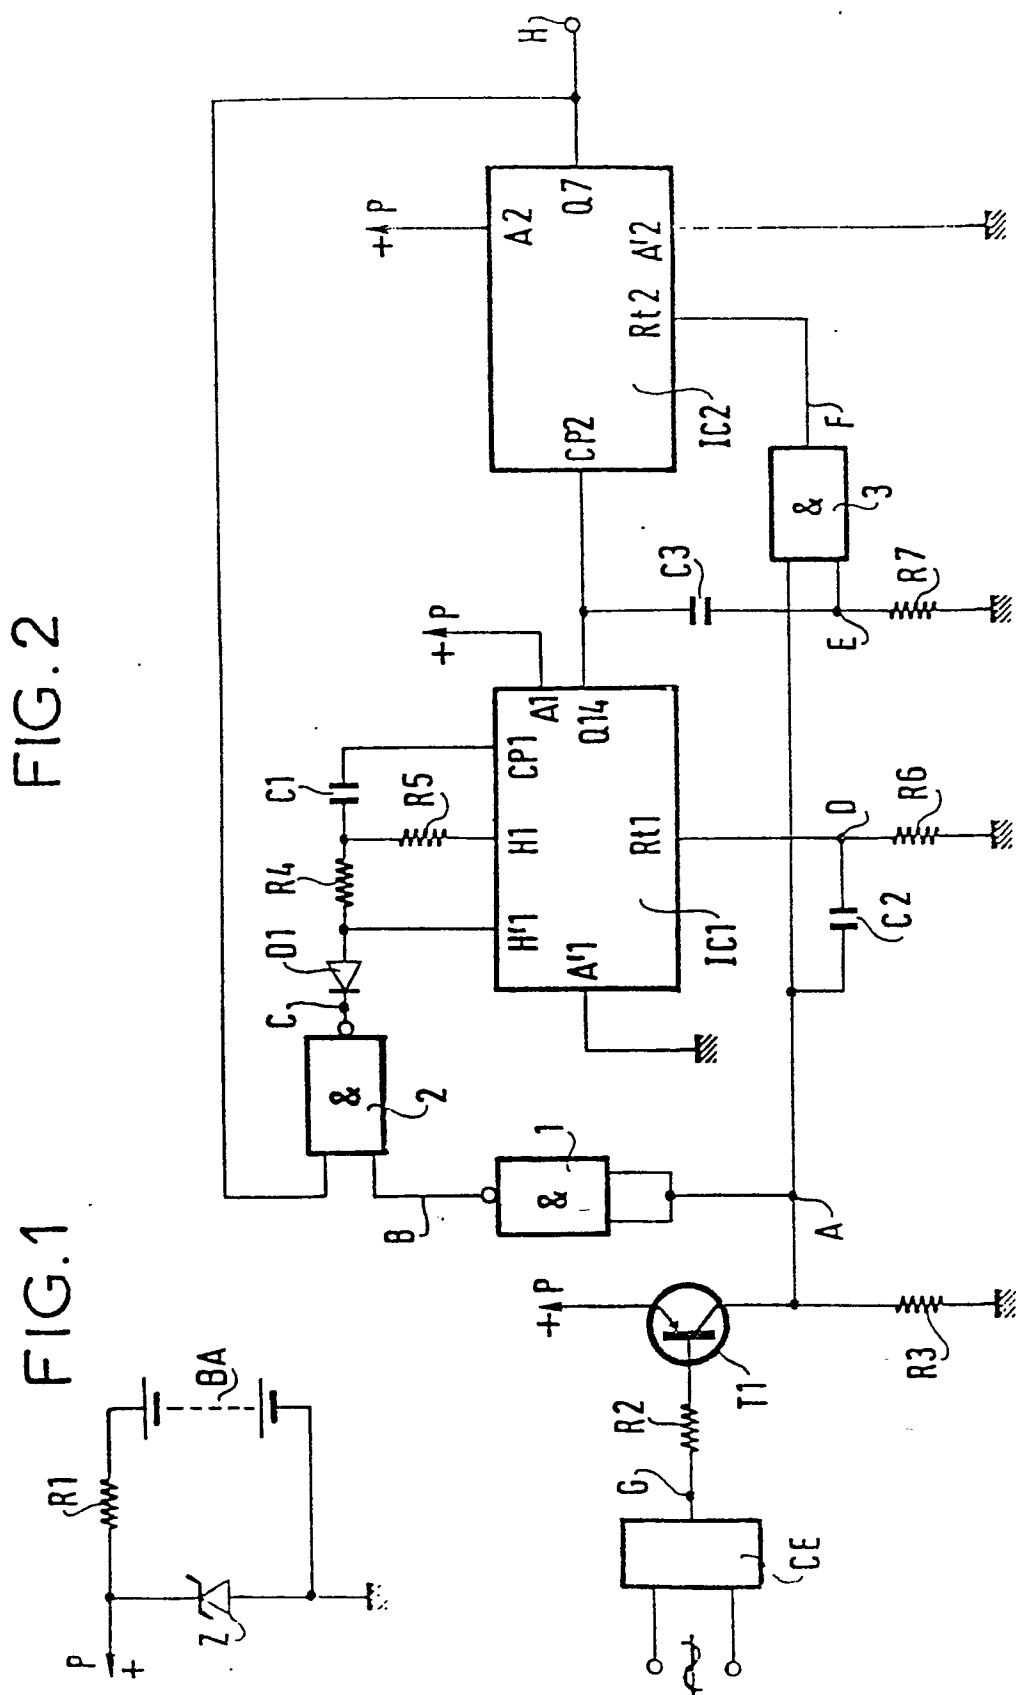 FIG.1
P
+
R1
BA
Z
FIG.2
H
+
P
A2
Q7
CP2
Rt2
A'2
IC2
F
&
3
C3
E
R7
+
P
C1
R5
R4
D1
C
CP1
A1
Q14
H1
H'1
A'1
Rt1
IC1
D
R6
C2
&
2
B
&
1
A
+
P
T1
R2
G
R3
CE